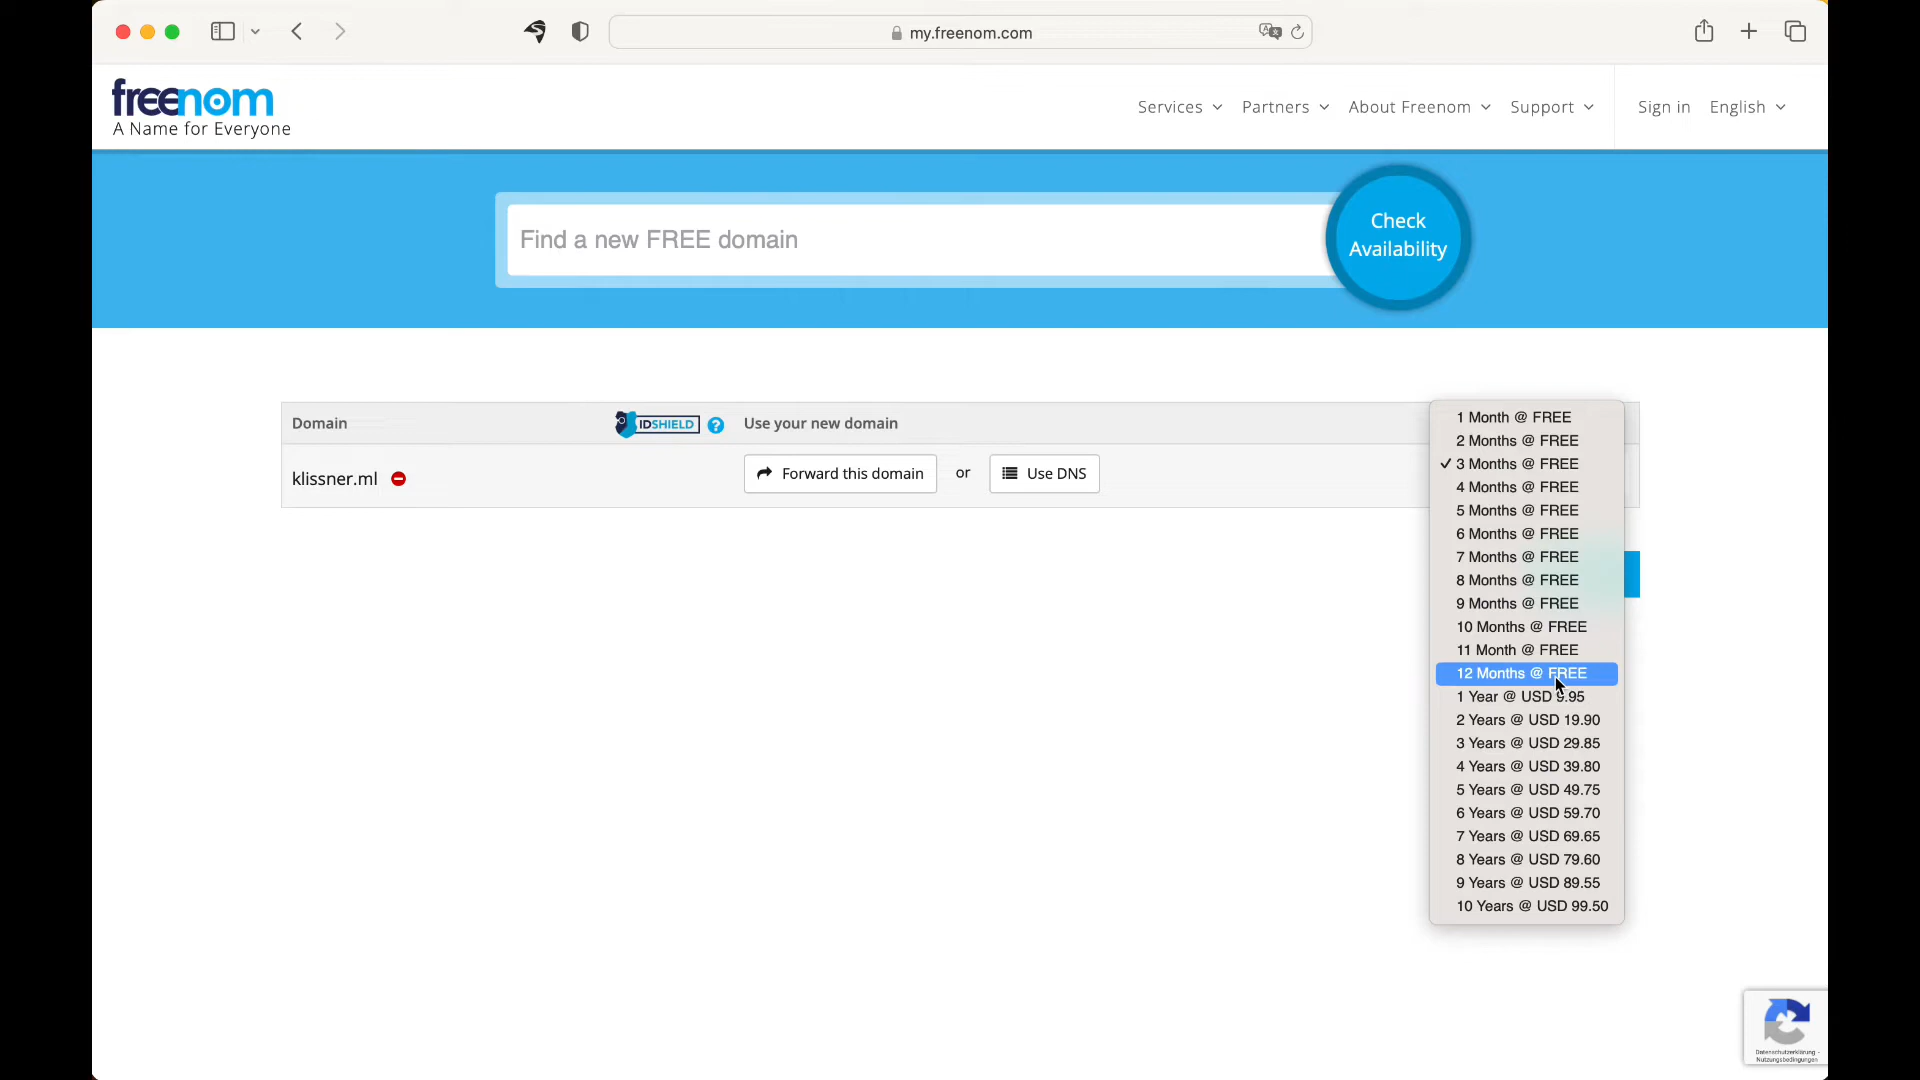 my.freenom.com
freenom
A Name for Everyone
Services
Partners
About Freenom
Support
Sign in
English
Find a new FREE domain
Check
Availability
Domain
IDSHIELD
?
Use your new domain
klissner.ml
Forward this domain
or
Use DNS
1 Month @ FREE
2 Months @ FREE
✓ 3 Months @ FREE
4 Months @ FREE
5 Months @ FREE
6 Months @ FREE
7 Months @ FREE
8 Months @ FREE
9 Months @ FREE
10 Months @ FREE
11 Month @ FREE
12 Months @ FREE
1 Year @ USD 9.95
2 Years @ USD 19.90
3 Years @ USD 29.85
4 Years @ USD 39.80
5 Years @ USD 49.75
6 Years @ USD 59.70
7 Years @ USD 69.65
8 Years @ USD 79.60
9 Years @ USD 89.55
10 Years @ USD 99.50
Datenschutzerklärung -
Nutzungsbedingungen